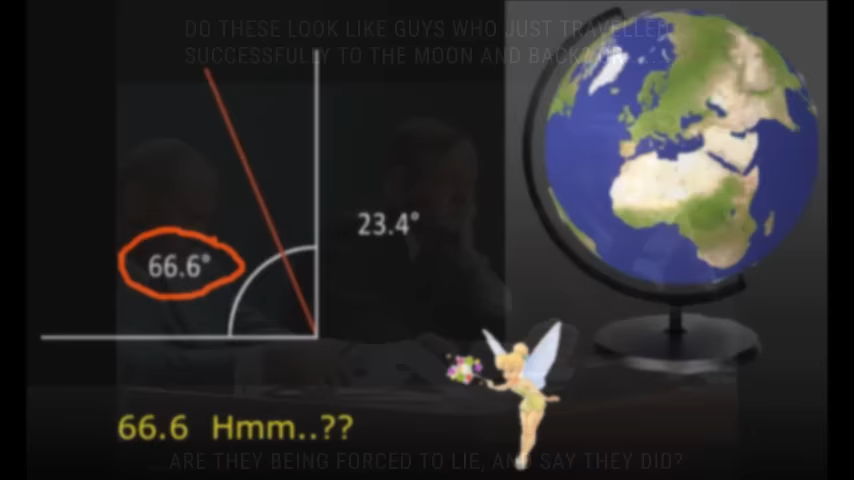 DO THESE LOOK LIKE GUYS WHO JUST TRAVELLED
SUCCESSFULLY TO THE MOON AND BACK?
23.4°
66.6°
66.6 Hmm..??
ARE THEY BEING FORCED TO LIE, AND SAY THEY DID?